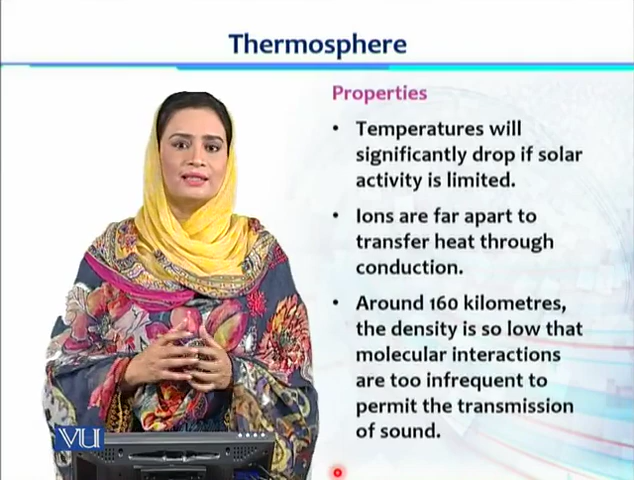 Thermosphere
Properties
• Temperatures will
significantly drop if solar
activity is limited.
• Ions are far apart to
transfer heat through
conduction.
• Around 160 kilometres,
the density is so low that
molecular interactions
are too infrequent to
permit the transmission
of sound.
VU